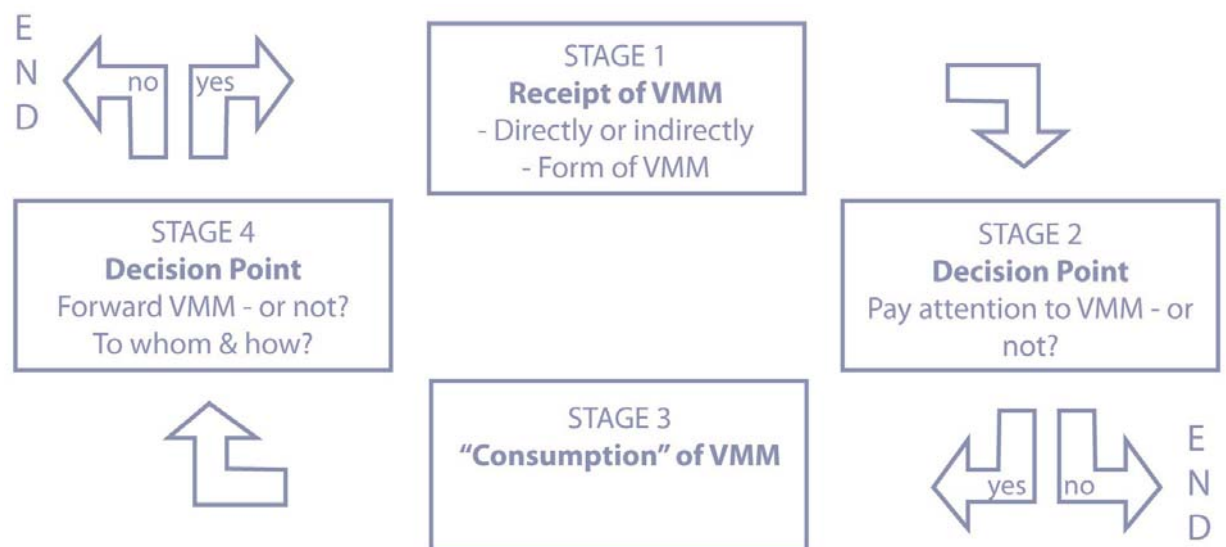 STAGE 1
Receipt of VMM
- Directly or indirectly
- Form of VMM
STAGE 2
Decision Point
Pay attention to VMM - or
not?
yes
no
E
N
D
STAGE 3
“Consumption” of VMM
STAGE 4
Decision Point
Forward VMM - or not?
To whom & how?
no
yes
E
N
D